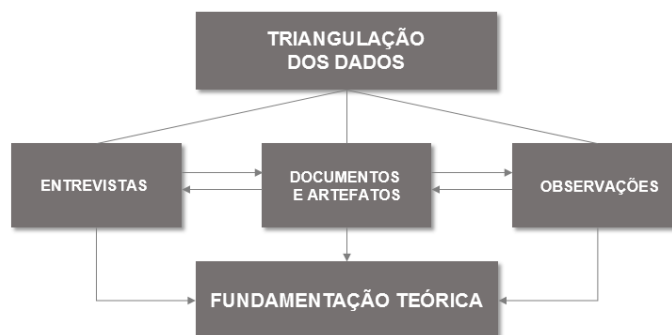 TRIANGULAÇÃO
DOS DADOS
ENTREVISTAS
DOCUMENTOS
E ARTEFATOS
OBSERVAÇÕES
FUNDAMENTAÇÃO TEÓRICA